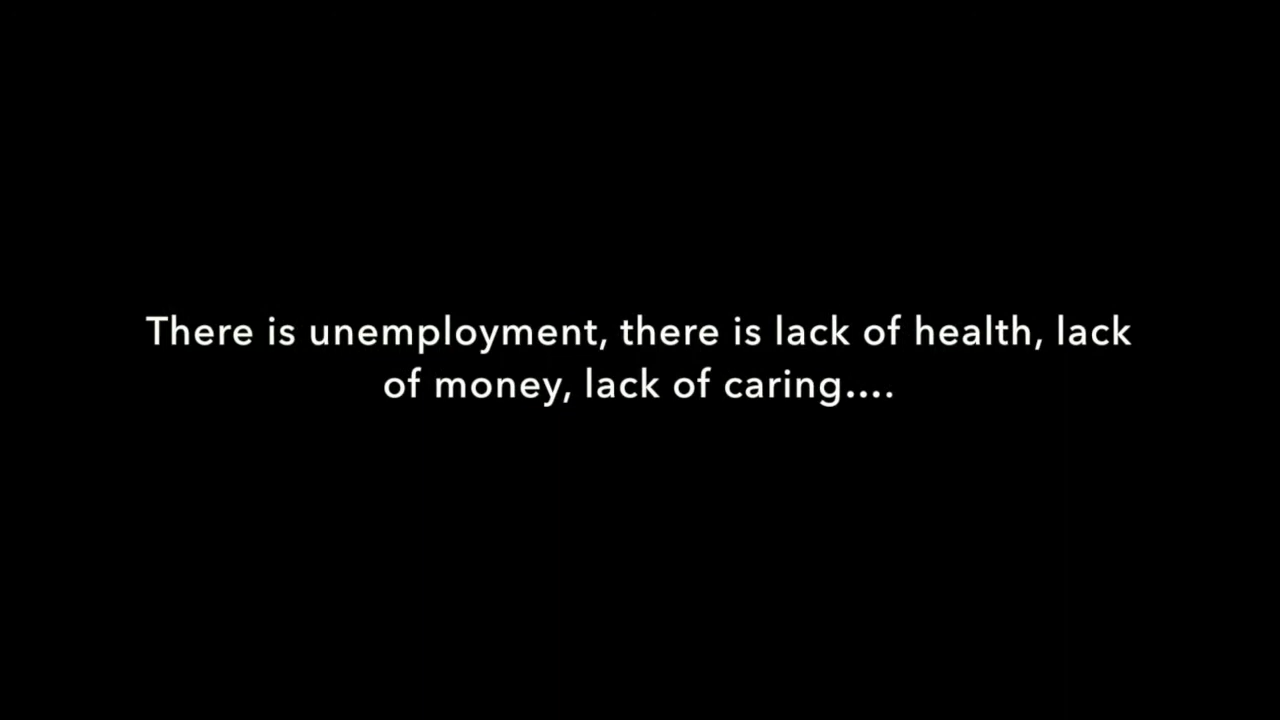 There is unemployment, there is lack of health, lack
of money, lack of caring....